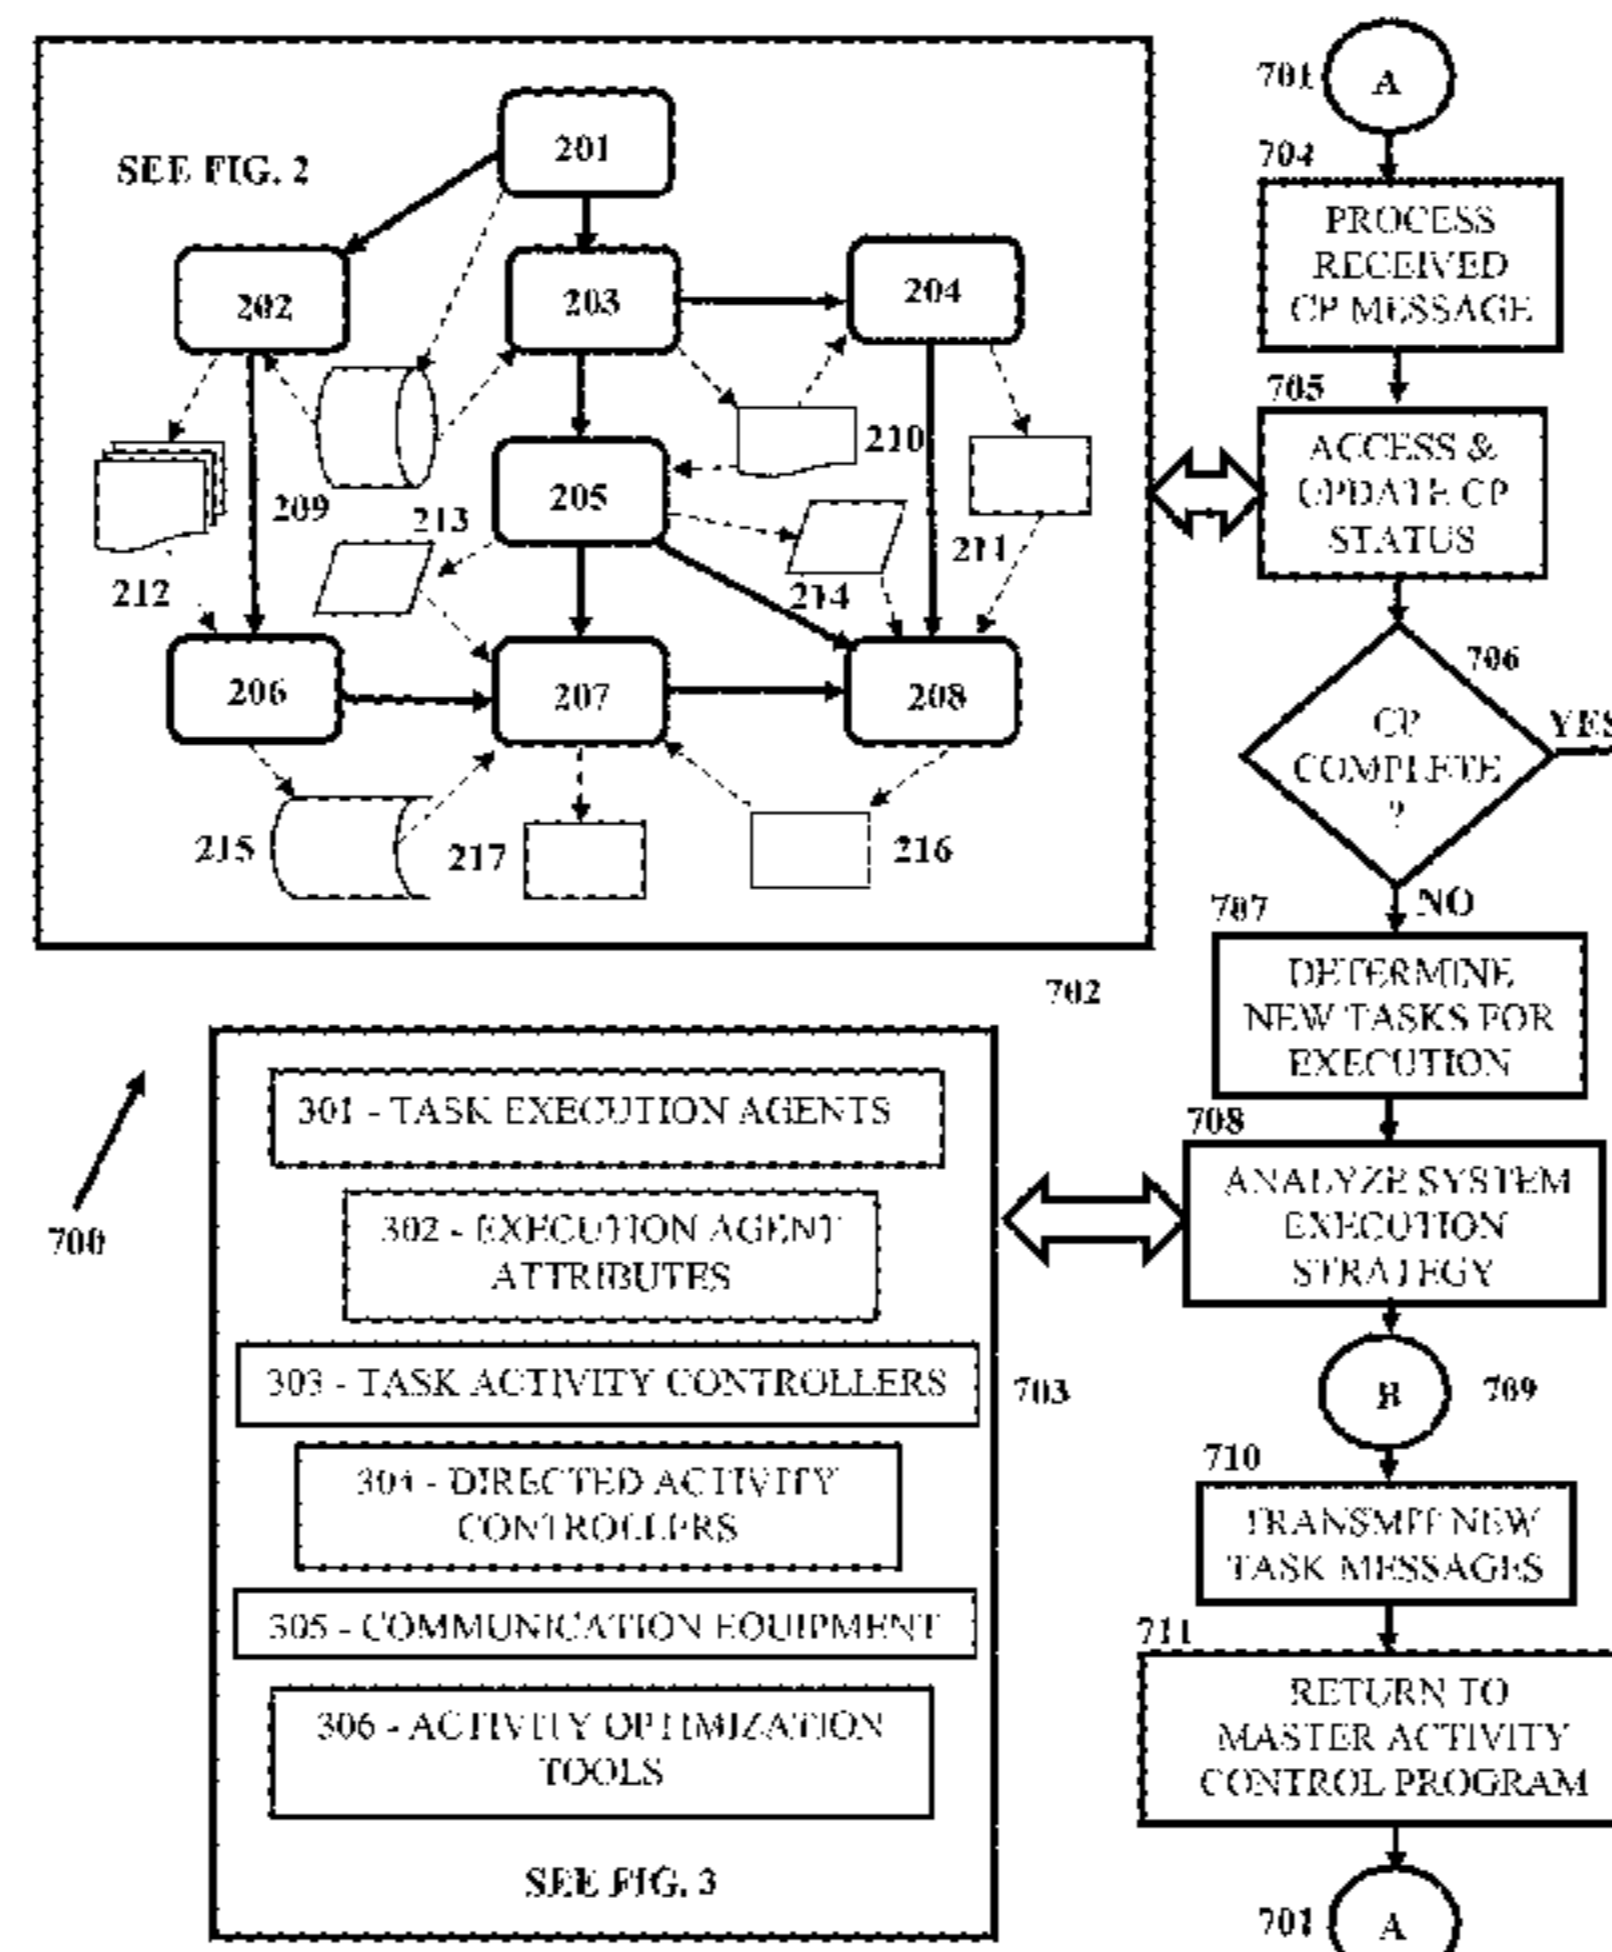 SEE FIG. 2
201
202
203
204
209
210
205
213
211
214
212
206
207
208
215
217
216
702
700
301 - TASK EXECUTION AGENTS
302 - EXECUTION AGENT
ATTRIBUTES
303 - TASK ACTIVITY CONTROLLERS
703
304 - DIRECTED ACTIVITY
CONTROLLERS
305 - COMMUNICATION EQUIPMENT
306 - ACTIVITY OPTIMIZATION
TOOLS
SEE FIG. 3
701
A
704
PROCESS
RECEIVED
CP MESSAGE
705
ACCESS &
UPDATE CP
STATUS
706
CP
COMPLETE
?
YES
NO
707
DETERMINE
NEW TASKS FOR
EXECUTION
708
ANALYZE SYSTEM
EXECUTION
STRATEGY
B
709
710
TRANSMIT NEW
TASK MESSAGES
711
RETURN TO
MASTER ACTIVITY
CONTROL PROGRAM
701
A